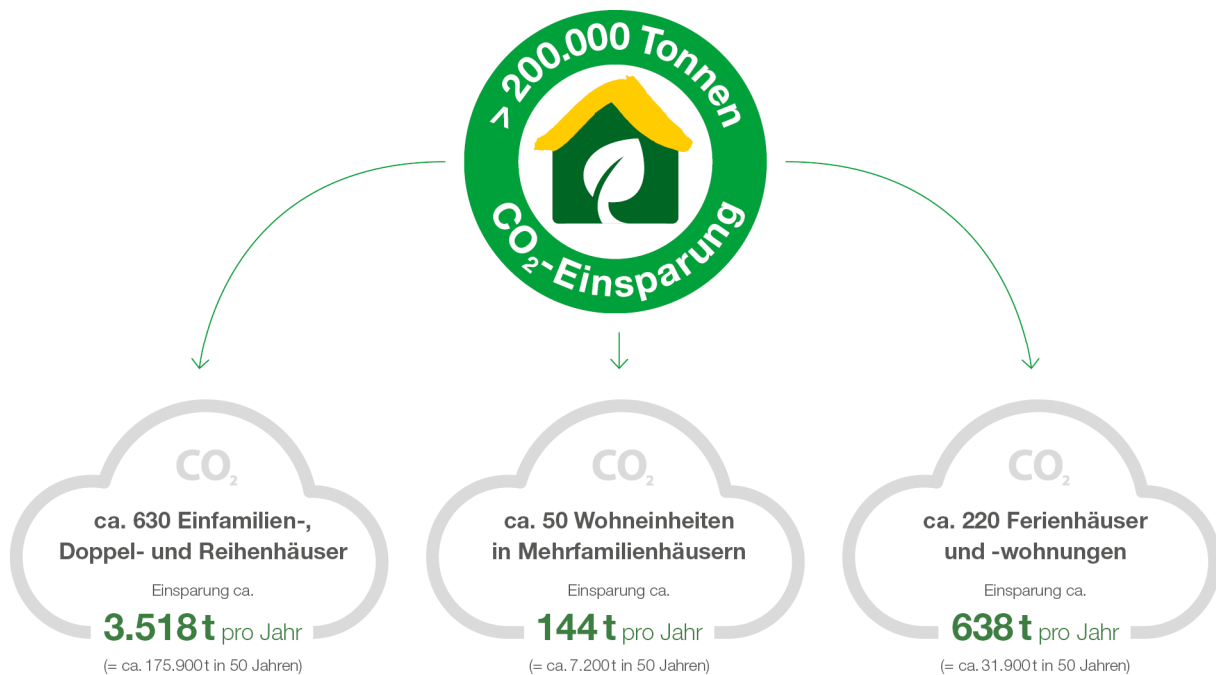 > 200.000 Tonnen
CO₂-Einsparung
CO₂
ca. 630 Einfamilien-,
Doppel- und Reihenhäuser
Einsparung ca.
3.518 t pro Jahr
(= ca. 175.900 t in 50 Jahren)
CO₂
ca. 50 Wohneinheiten
in Mehrfamilienhäusern
Einsparung ca.
144 t pro Jahr
(= ca. 7.200 t in 50 Jahren)
CO₂
ca. 220 Ferienhäuser
und -wohnungen
Einsparung ca.
638 t pro Jahr
(= ca. 31.900 t in 50 Jahren)